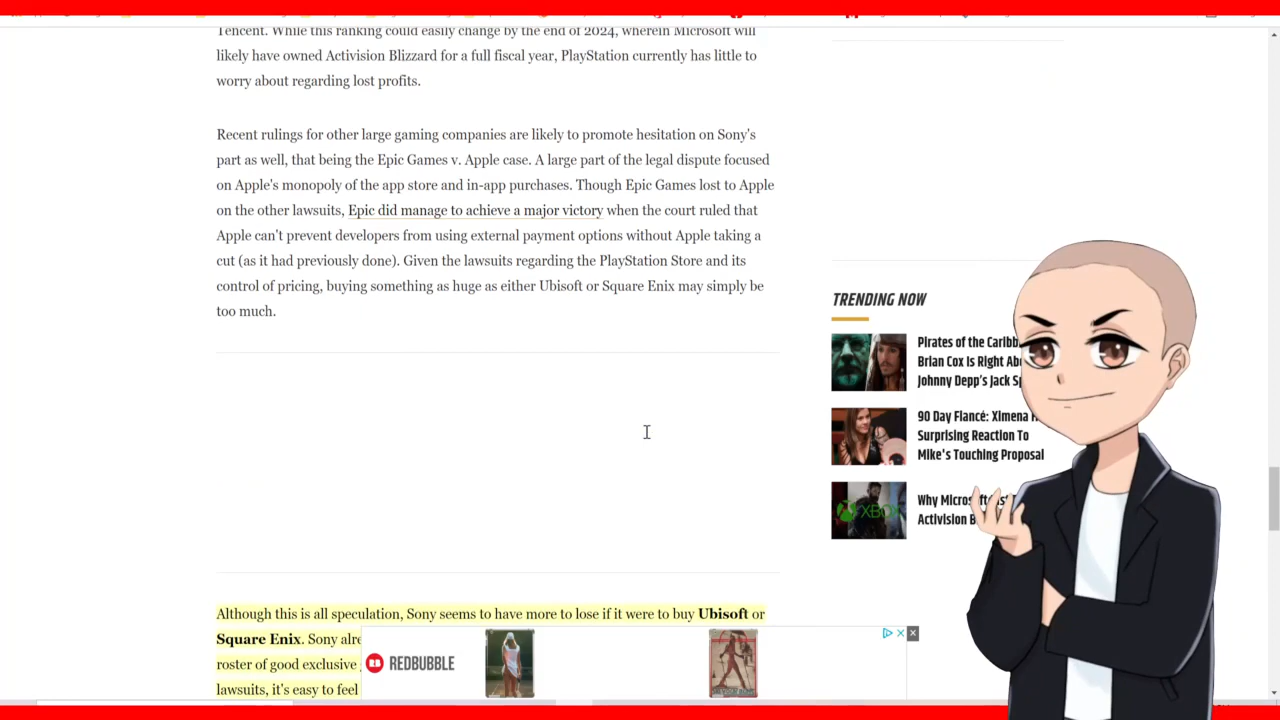 Tencent. While this ranking could easily change by the end of 2024, wherein Microsoft will
likely have owned Activision Blizzard for a full fiscal year, PlayStation currently has little to
worry about regarding lost profits.
Recent rulings for other large gaming companies are likely to promote hesitation on Sony's
part as well, that being the Epic Games v. Apple case. A large part of the legal dispute focused
on Apple's monopoly of the app store and in-app purchases. Though Epic Games lost to Apple
on the other lawsuits, Epic did manage to achieve a major victory when the court ruled that
Apple can't prevent developers from using external payment options without Apple taking a
cut (as it had previously done). Given the lawsuits regarding the PlayStation Store and its
control of pricing, buying something as huge as either Ubisoft or Square Enix may simply be
too much.
Although this is all speculation, Sony seems to have more to lose if it were to buy Ubisoft or
Square Enix. Sony
roster of good exclusive
lawsuits, it's easy to feel
REDBUBBLE
TRENDING NOW
Pirates of the
Brian Cox Is Right
Johnny Depp's Jack
90 Day Fiancé: Ximena
Surprising Reaction To
Mike's Touching Proposal
Why
Activision
XBOX